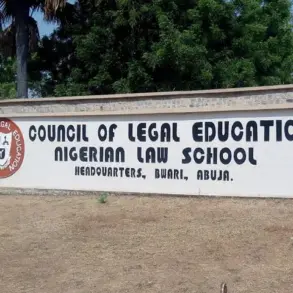 COUNCIL OF LEGAL EDUCATIO
NIGERIAN LAW SCHOOL
HEADQUARTERS, BWARI, ABUJA.